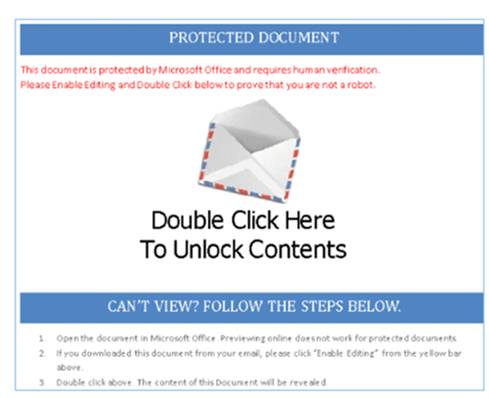 PROTECTED DOCUMENT
This document is protected by Microsoft Office and requires human verification.
Please Enable Editing and Double Click below to prove that you are not a robot.
Double Click Here
To Unlock Contents
CAN'T VIEW? FOLLOW THE STEPS BELOW.
1. Open the document in Microsoft Office. Previewing online does not work for protected documents.
2. If you downloaded this document from your email, please click "Enable Editing" from the yellow bar
above.
3. Double click above. The content of this Document will be revealed